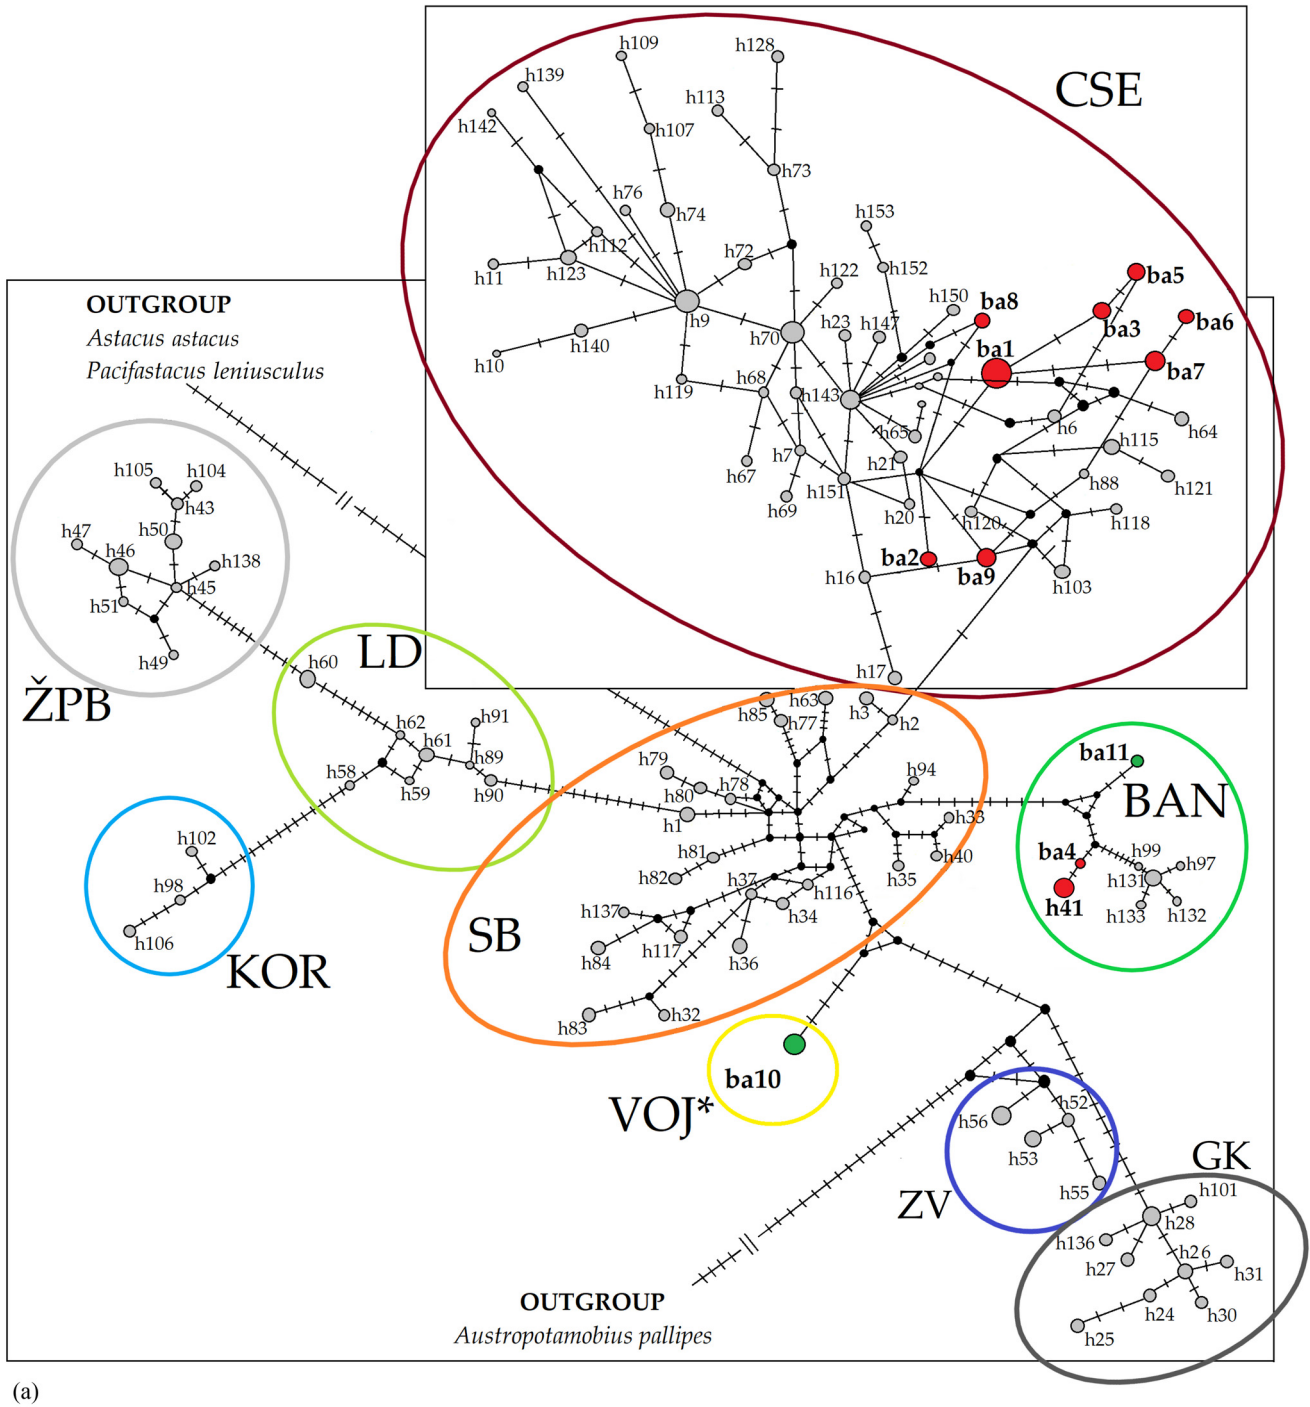 h109
h128
h139
CSE
h113
h142
h107
h73
h76
h74
h153
h112
h72
h152
h11
h123
h122
ba5
OUTGROUP
h150
ba8
ba3
ba6
Astacus astacus
h9
h70
h23
h147
ba1
Pacifastacus leniusculus
h10
h140
ba7
h119
h68
h143
h6
h64
h65
h115
h7
h21
h105
h104
h67
h151
h88
h121
h43
h69
h20
h120
h118
h47
h50
h46
h138
ba2
h16
ba9
h103
h45
h51
LD
h49
h60
h17
ŽPB
h63
h3
h85
h77
h2
h91
h62
h61
ba11
h79
h89
h94
h58
h78
h80
BAN
h59
h90
h1
h33
h102
h81
h40
ba4
h99
h97
h82
h35
h131
h98
h37
h116
h41
h137
h34
h133
h132
SB
h106
h117
h84
h36
KOR
h83
h32
ba10
VOJ*
h52
h56
h53
GK
h55
ZV
h101
h28
h136
h26
h27
h31
OUTGROUP
h24
h30
Austropotamobius pallipes
h25
(a)